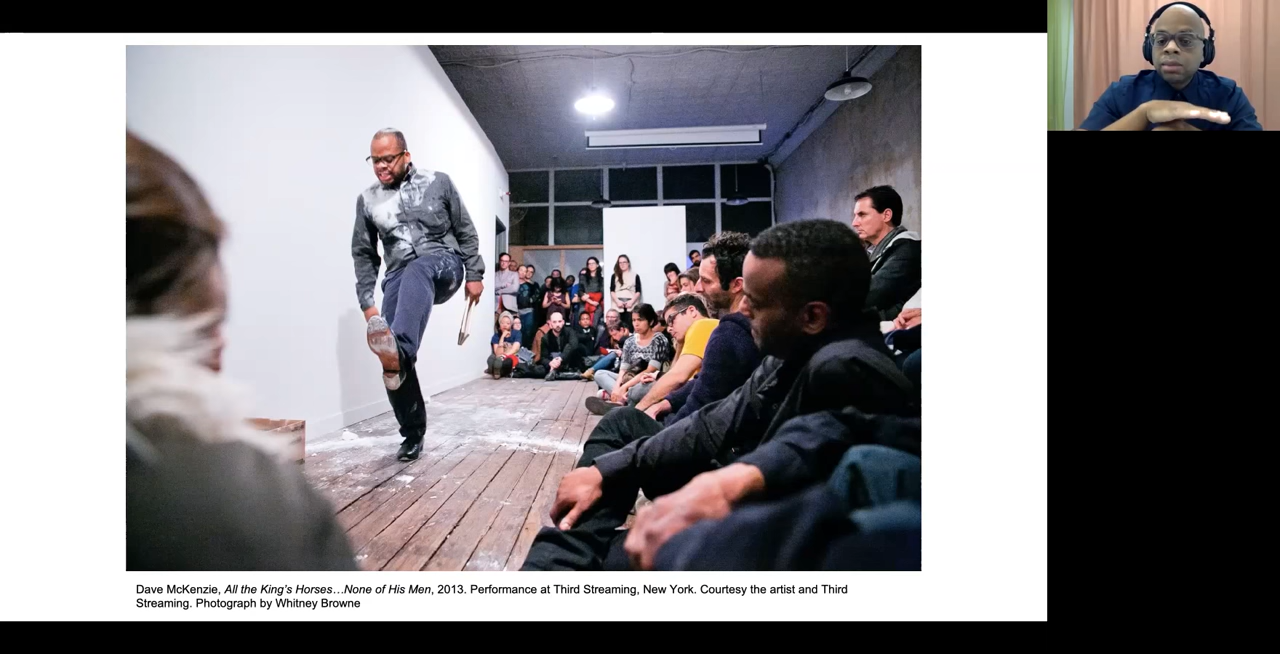 Dave McKenzie, All the King's Horses…None of His Men, 2013. Performance at Third Streaming, New York. Courtesy the artist and Third
Streaming. Photograph by Whitney Browne